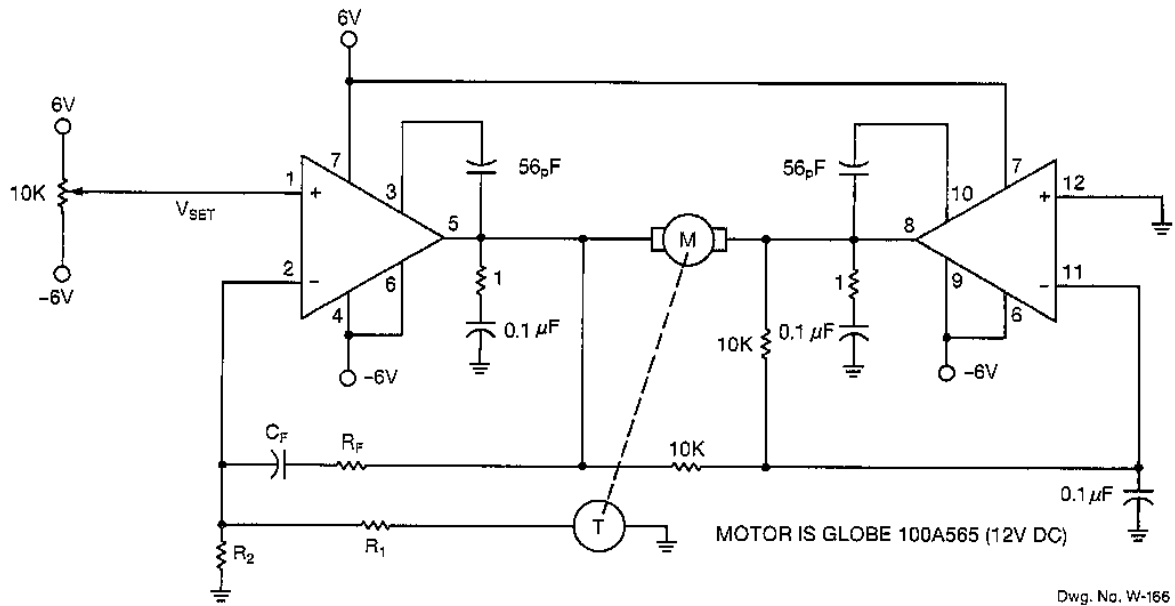 6V
6V
10K
V_SET
-6V
1
+
2
-
7
3
4
6
5
56pF
1
0.1 µF
-6V
M
56pF
8
10
7
12
+
11
-
9
6
1
0.1 µF
10K
-6V
C_F
R_F
10K
0.1 µF
R_1
T
R_2
MOTOR IS GLOBE 100A565 (12V DC)
Dwg. No. W-166